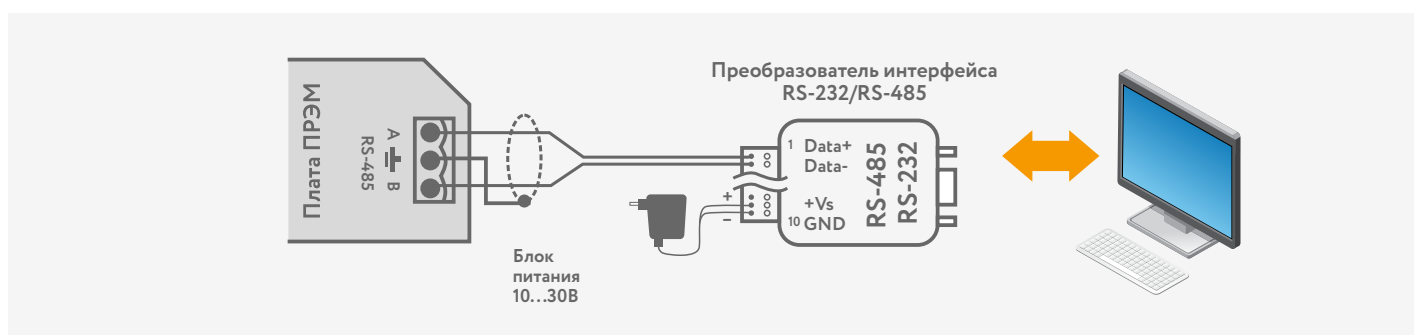 Плата ПРЭМ
A
B
RS-485
Преобразователь интерфейса
RS-232/RS-485
1 Data+
Data-
+
+Vs
–
10 GND
RS-485
RS-232
Блок
питания
10...30В